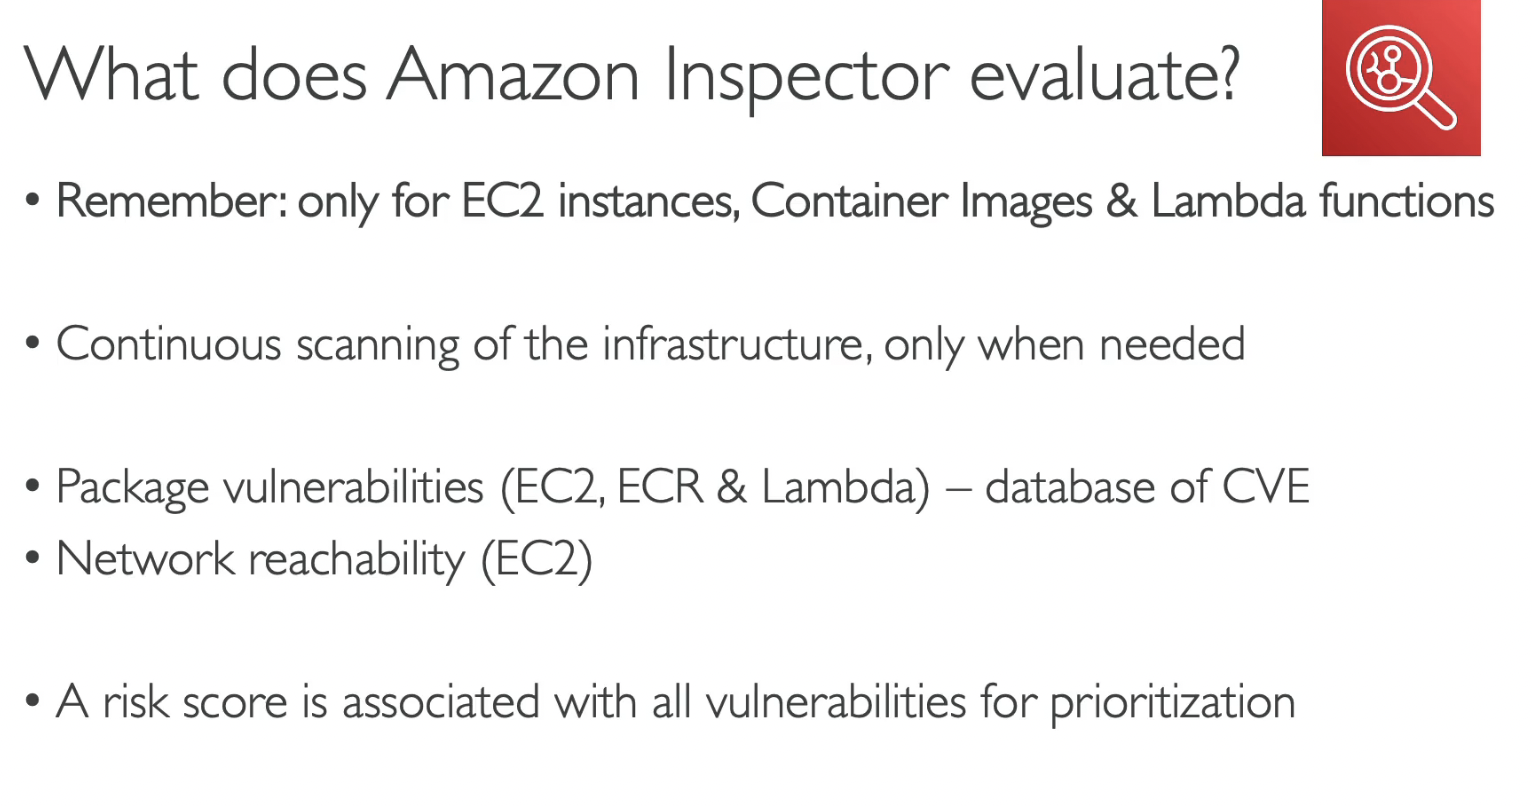 What does Amazon Inspector evaluate?
• Remember: only for EC2 instances, Container Images & Lambda functions
• Continuous scanning of the infrastructure, only when needed
• Package vulnerabilities (EC2, ECR & Lambda) – database of CVE
• Network reachability (EC2)
• A risk score is associated with all vulnerabilities for prioritization